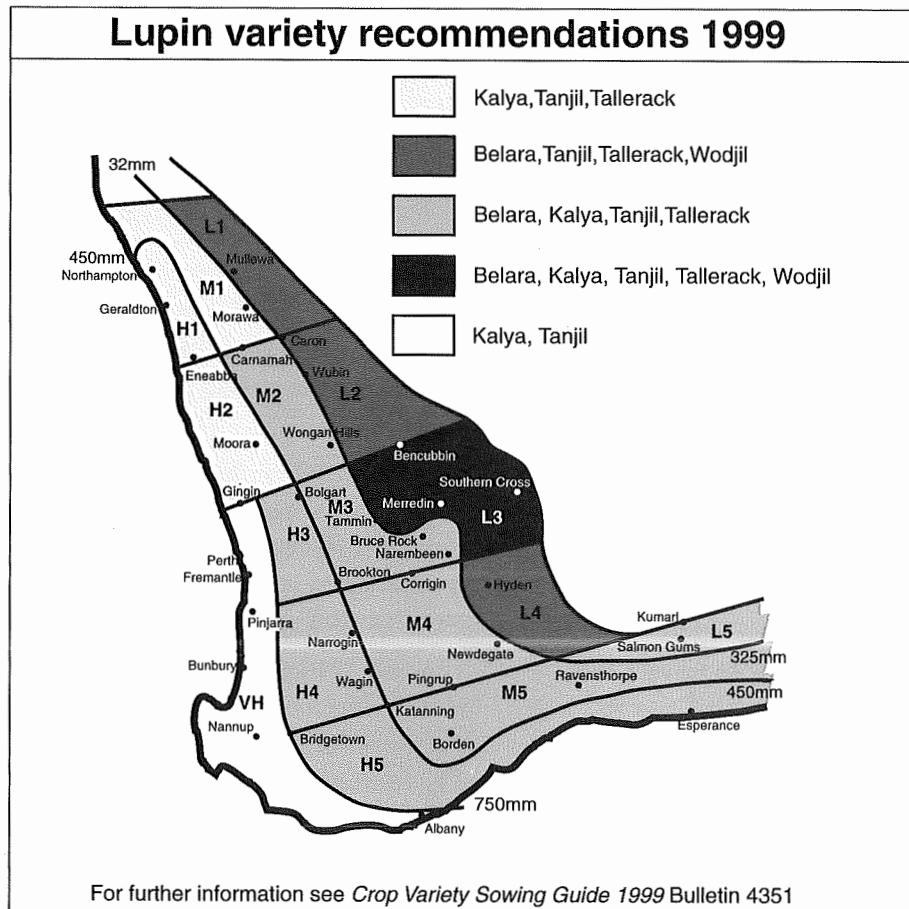 Lupin variety recommendations 1999
Kalya,Tanjil,Tallerack
Belara,Tanjil,Tallerack,Wodjil
Belara, Kalya,Tanjil,Tallerack
Belara, Kalya, Tanjil, Tallerack, Wodjil
Kalya, Tanjil
32mm
L1
450mm
Northampton
Mullewa
M1
Geraldton
Morawa
H1
Caron
Carnamah
Eneabba
Wubin
M2
L2
H2
Wongan Hills
Moora
Bencubbin
Southern Cross
Gingin
Bolgart
M3
Merredin
Tammin
L3
H3
Bruce Rock
Narembeen
Perth
Fremantle
Brookton
Corrigin
Hyden
L4
Pinjarra
M4
Kumarl
L5
Narrogin
Newdegate
Salmon Gums
325mm
Bunbury
Wagin
Pingrup
Ravensthorpe
H4
M5
450mm
VH
Katanning
Nannup
Esperance
Bridgetown
Borden
H5
750mm
Albany
For further information see Crop Variety Sowing Guide 1999 Bulletin 4351